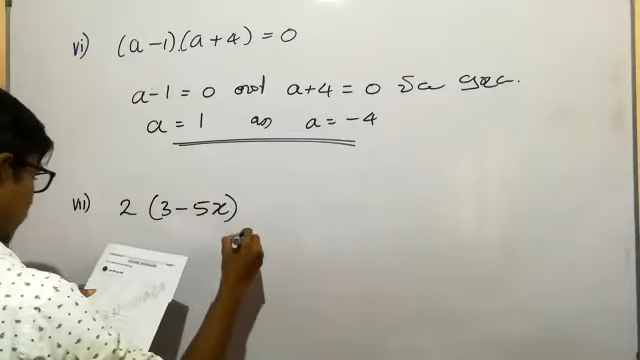 vi) (a-1).(a+4) = 0
a-1 = 0 a+4 = 0
a = 1 a = -4
vii) 2 (3-5x)